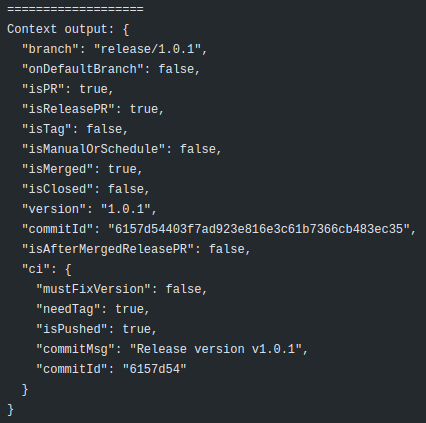 ====================
Context output: {
  "branch": "release/1.0.1",
  "onDefaultBranch": false,
  "isPR": true,
  "isReleasePR": true,
  "isTag": false,
  "isManualOrSchedule": false,
  "isMerged": true,
  "isClosed": false,
  "version": "1.0.1",
  "commitId": "6157d54403f7ad923e816e3c61b7366cb483ec35",
  "isAfterMergedReleasePR": false,
  "ci": {
    "mustFixVersion": false,
    "needTag": true,
    "isPushed": true,
    "commitMsg": "Release version v1.0.1",
    "commitId": "6157d54"
  }
}